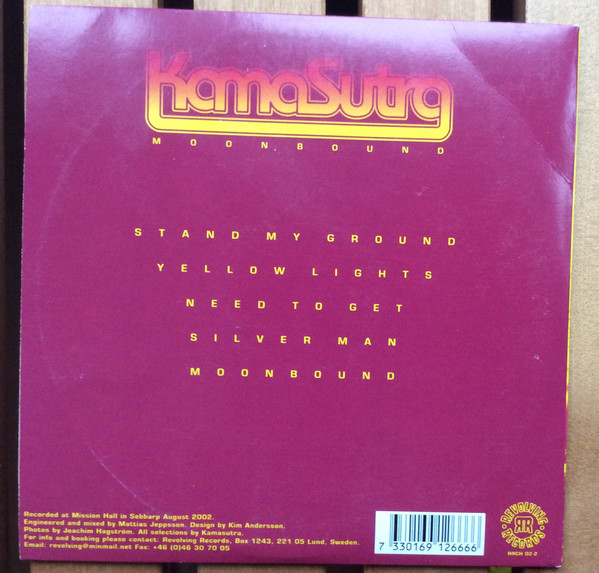 KamaSutra
MOONBOUND
STAND MY GROUND
YELLOW LIGHTS
NEED TO GET
SILVER MAN
MOONBOUND
Recorded at Mission Hall in Sebbarp August 2002.
Engineered and mixed by Mattias Jeppsson. Design by Kim Andersson.
Photos by Joachim Hagström. All selections by Kamasutra.
For info and booking please contact: Revolving Records, Box 1243, 221 05 Lund, Sweden.
Email: revolving@minmail.net Fax: +46 (0)46 30 70 05
7 330169 126666
REVOLVING RECORDS
RR